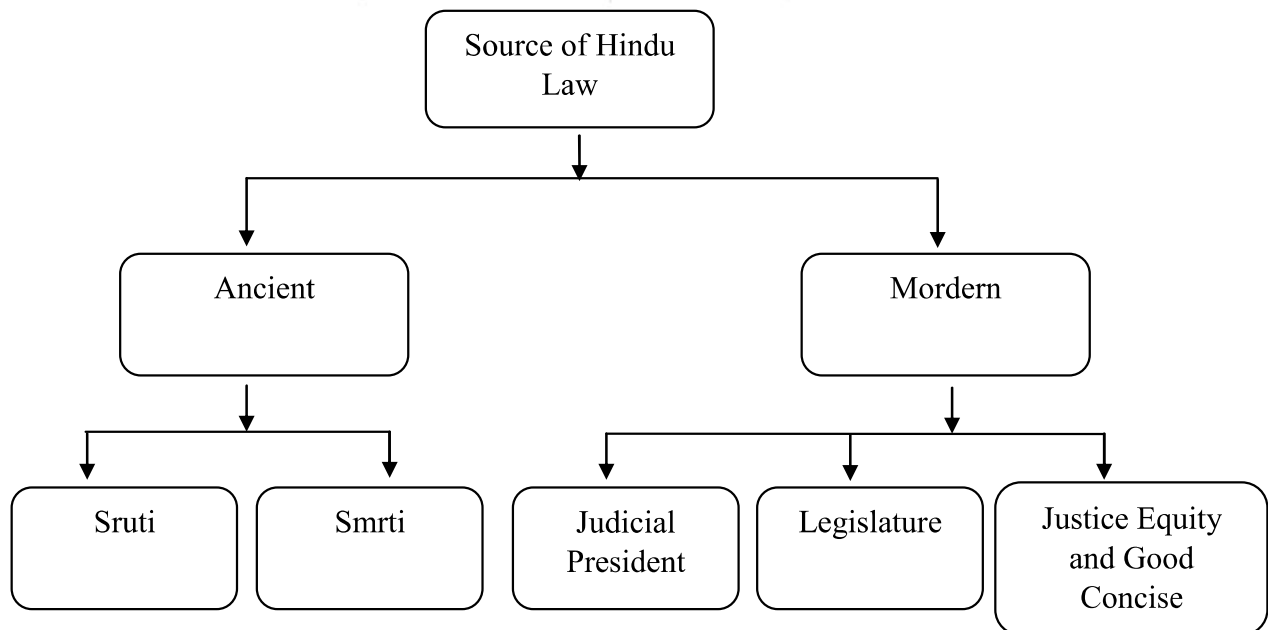 Source of Hindu
Law
Ancient
Mordern
Sruti
Smrti
Judicial
President
Legislature
Justice Equity
and Good
Concise